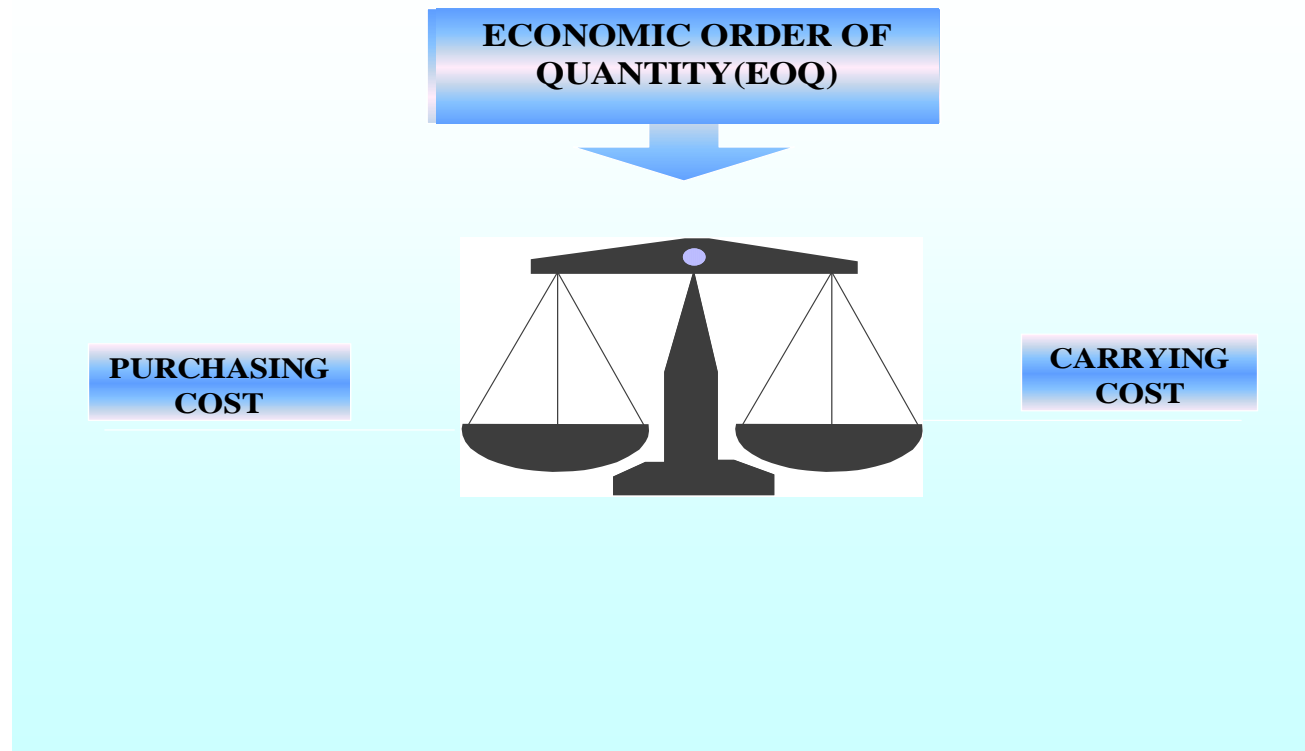 ECONOMIC ORDER OF
QUANTITY(EOQ)
PURCHASING
COST
CARRYING
COST